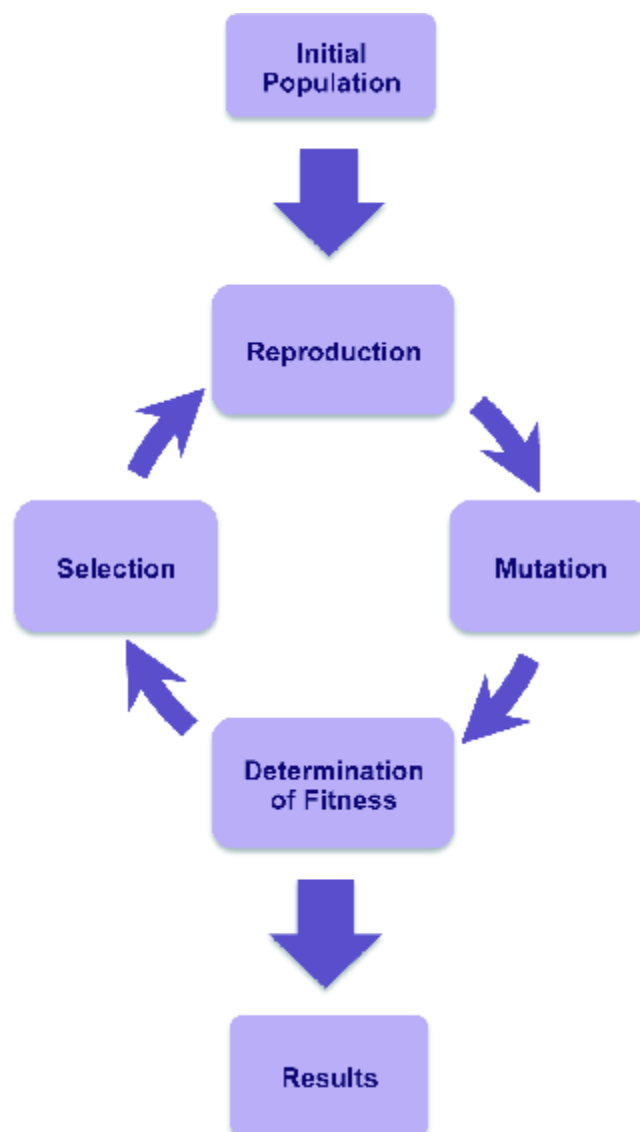 Initial
Population
Reproduction
Selection
Mutation
Determination
of Fitness
Results